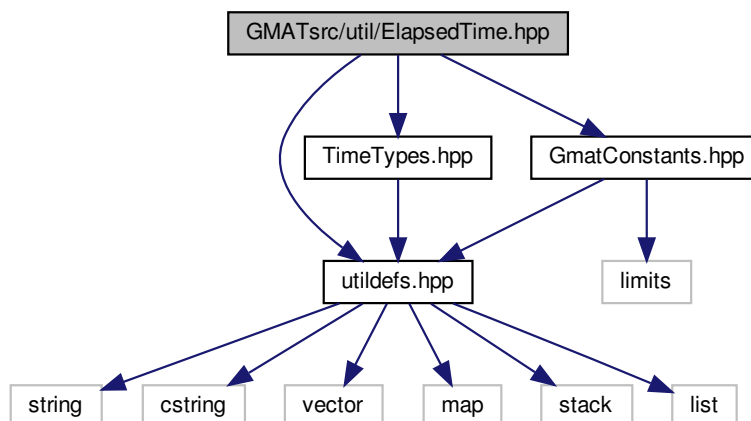 GMATsrc/util/ElapsedTime.hpp
TimeTypes.hpp
GmatConstants.hpp
utildefs.hpp
limits
string
cstring
vector
map
stack
list